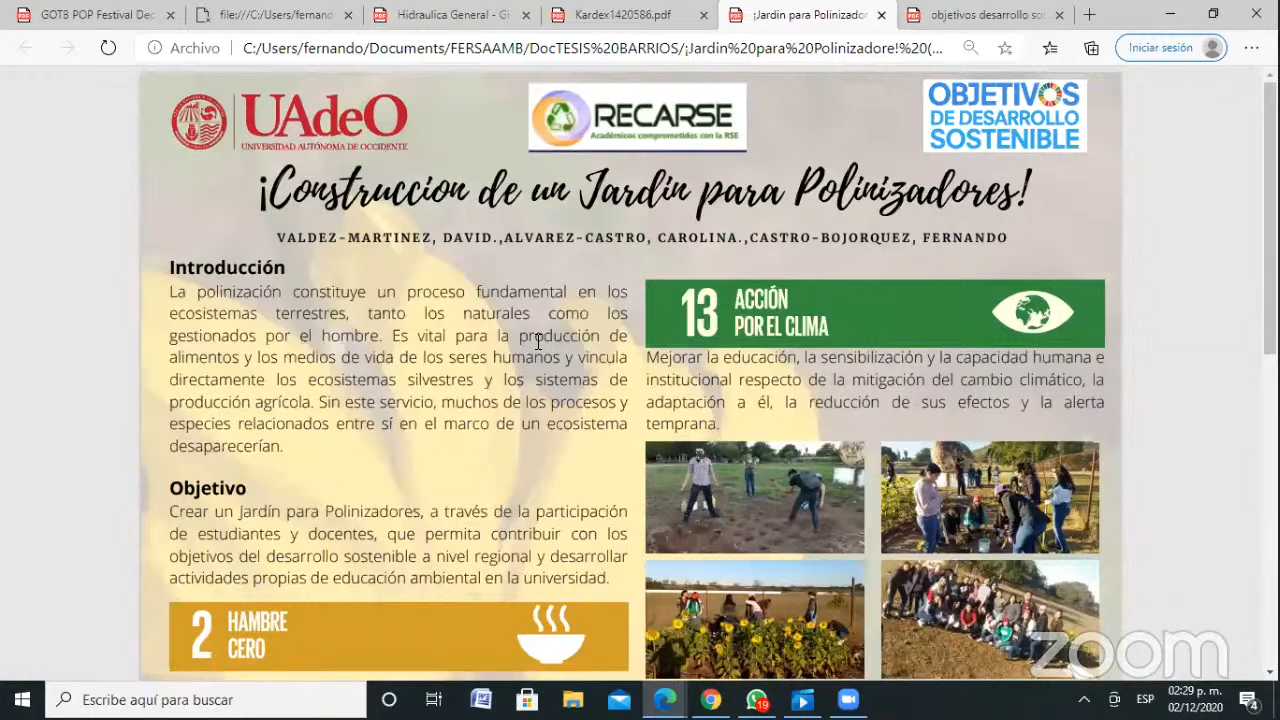 GOTB POP Festival Dec
file:///C:/Users/fernando/Docum
Hidraulica General - Gi
Kardex1420586.pdf
¡Jardin para Polinizador
objetivos desarrollo so
Archivo
C:/Users/fernando/Documents/FERSAAMB/DocTESIS%20BARRIOS/¡Jardin%20para%20Polinizadore!%20(...
Iniciar sesión
UAdeO
UNIVERSIDAD AUTÓNOMA DE OCCIDENTE
RECARSE
Académicos comprometidos con la RSE
OBJETIVOS
DE DESARROLLO
SOSTENIBLE
¡Construccion de un Jardin para Polinizadores!
VALDEZ-MARTINEZ, DAVID.,ALVAREZ-CASTRO, CAROLINA.,CASTRO-BOJORQUEZ, FERNANDO
Introducción
La polinización constituye un proceso fundamental en los
ecosistemas terrestres, tanto los naturales como los
gestionados por el hombre. Es vital para la producción de
alimentos y los medios de vida de los seres humanos y vincula
directamente los ecosistemas silvestres y los sistemas de
producción agrícola. Sin este servicio, muchos de los procesos y
especies relacionados entre sí en el marco de un ecosistema
desaparecerían.
Objetivo
Crear un Jardín para Polinizadores, a través de la participación
de estudiantes y docentes, que permita contribuir con los
objetivos del desarrollo sostenible a nivel regional y desarrollar
actividades propias de educación ambiental en la universidad.
2 HAMBRE
CERO
13 ACCIÓN
POR EL CLIMA
Mejorar la educación, la sensibilización y la capacidad humana e
institucional respecto de la mitigación del cambio climático, la
adaptación a él, la reducción de sus efectos y la alerta
temprana.
zoom
Escribe aquí para buscar
19
ESP
02:29 p. m.
02/12/2020
4